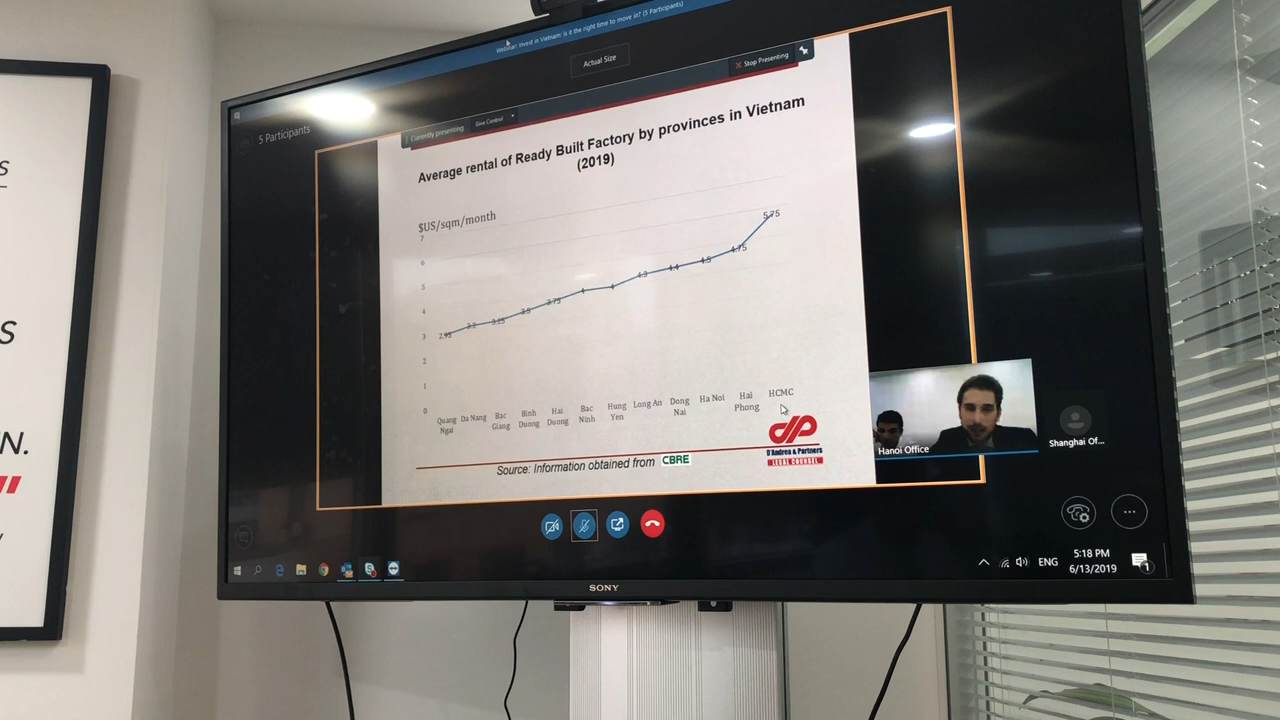 Webinar: Invest in Vietnam: is it the right time to move in? (5 Participants)
Actual Size
Stop Presenting
5 Participants
Currently presenting
Give Control
Average rental of Ready Built Factory by provinces in Vietnam
(2019)
$US/sqm/month
7
6
5
4
3
2
1
0
2.95
3.2
3.25
3.5
3.75
4
4
4.3
4.4
4.5
4.75
5.75
Quang Ngai
Da Nang
Bac Giang
Binh Duong
Hai Duong
Bac Ninh
Hung Yen
Long An
Dong Nai
Ha Noi
Hai Phong
HCMC
Source: Information obtained from CBRE
D'Andrea & Partners
LEGAL COUNSEL
Hanoi Office
Shanghai Of...
ENG
5:18 PM
6/13/2019
1
SONY
S
S
N.